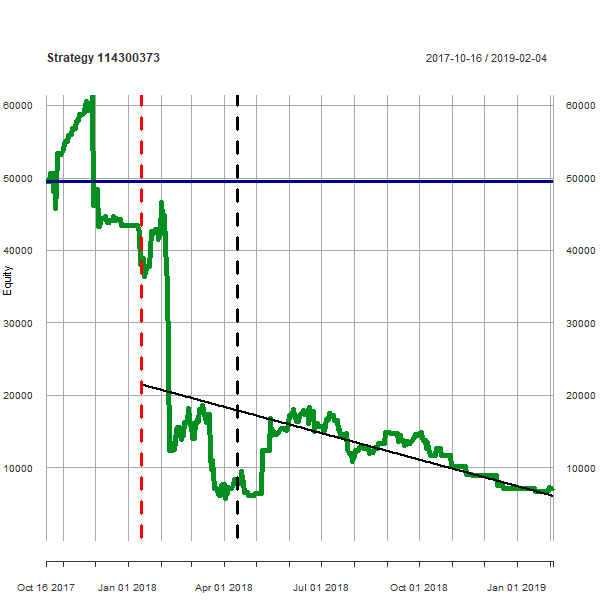 Strategy 114300373
2017-10-16 / 2019-02-04
60000
60000
50000
50000
40000
40000
Equity
30000
30000
20000
20000
10000
10000
Oct 16 2017
Jan 01 2018
Apr 01 2018
Jul 01 2018
Oct 01 2018
Jan 01 2019